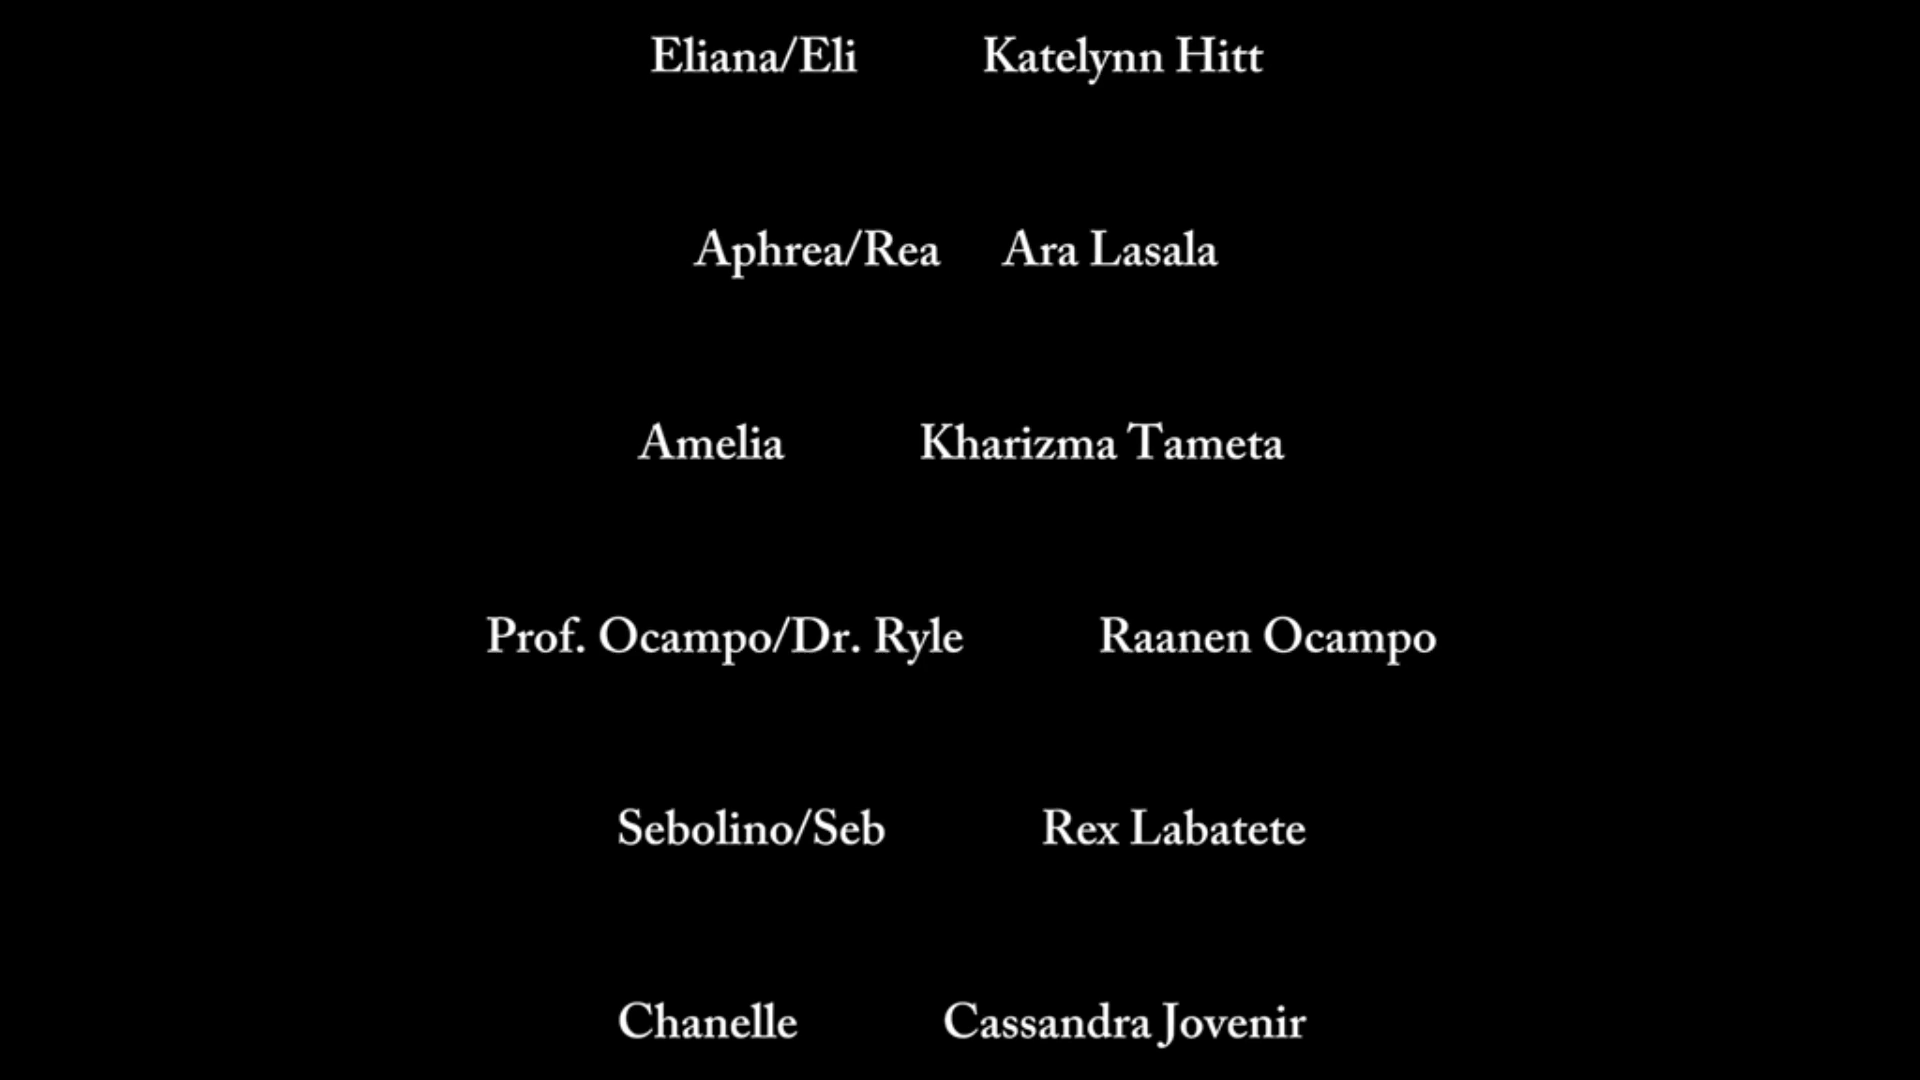 Eliana/Eli Katelynn Hitt
Aphrea/Rea Ara Lasala
Amelia Kharizma Tameta
Prof. Ocampo/Dr. Ryle Raanen Ocampo
Sebolino/Seb Rex Labatete
Chanelle Cassandra Jovenir